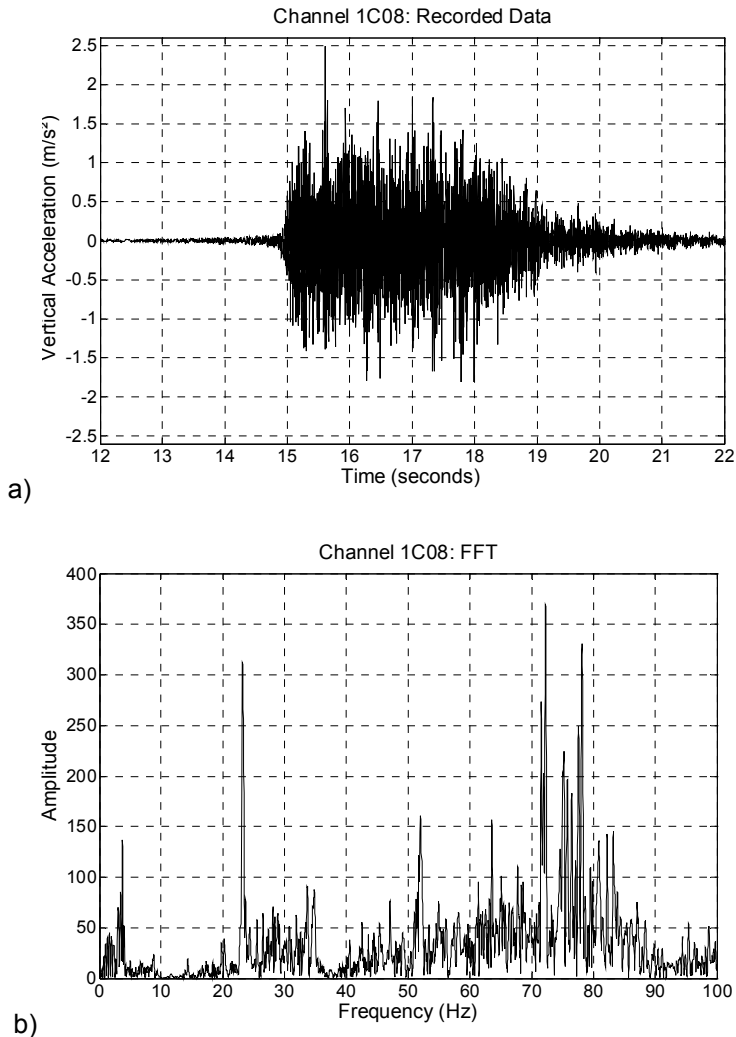 Channel 1C08: Recorded Data
2.5
2
1.5
1
0.5
0
-0.5
-1
-1.5
-2
-2.5
Vertical Acceleration (m/s²)
12 13 14 15 16 17 18 19 20 21 22
Time (seconds)
a)
Channel 1C08: FFT
400
350
300
250
200
150
100
50
0
Amplitude
0 10 20 30 40 50 60 70 80 90 100
Frequency (Hz)
b)